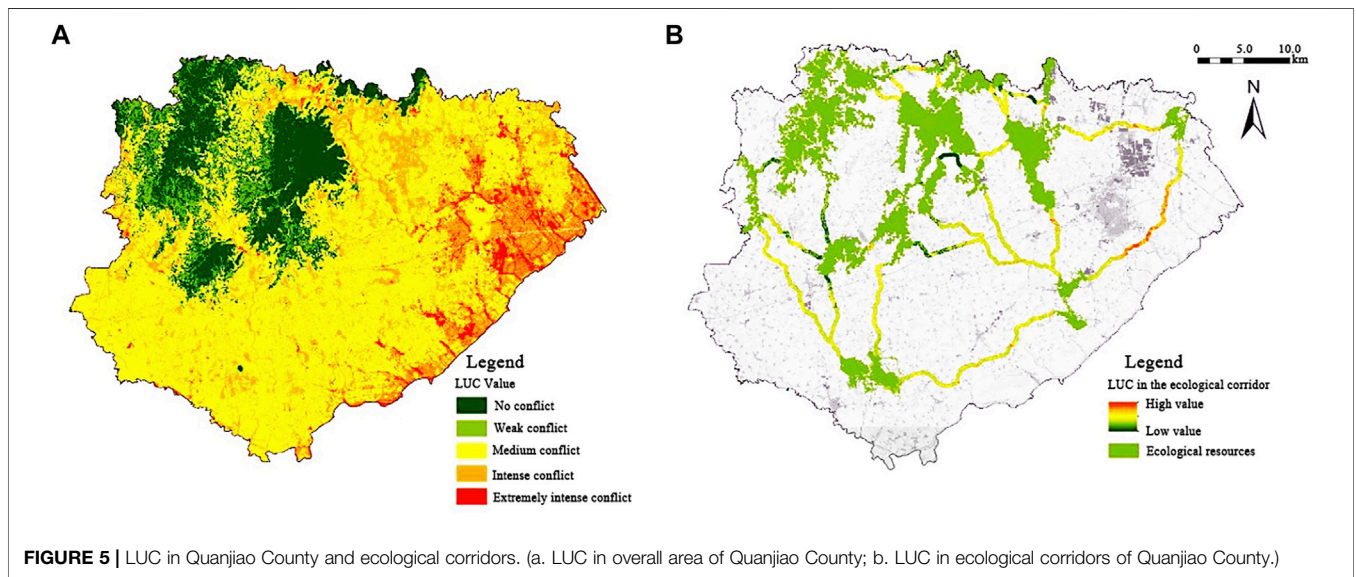 A
Legend
LUC Value
No conflict
Weak conflict
Medium conflict
Intense conflict
Extremely intense conflict
B
0 5.0 10.0
km
N
Legend
LUC in the ecological corridor
High value
Low value
Ecological resources
FIGURE 5 | LUC in Quanjiao County and ecological corridors. (a. LUC in overall area of Quanjiao County; b. LUC in ecological corridors of Quanjiao County.)